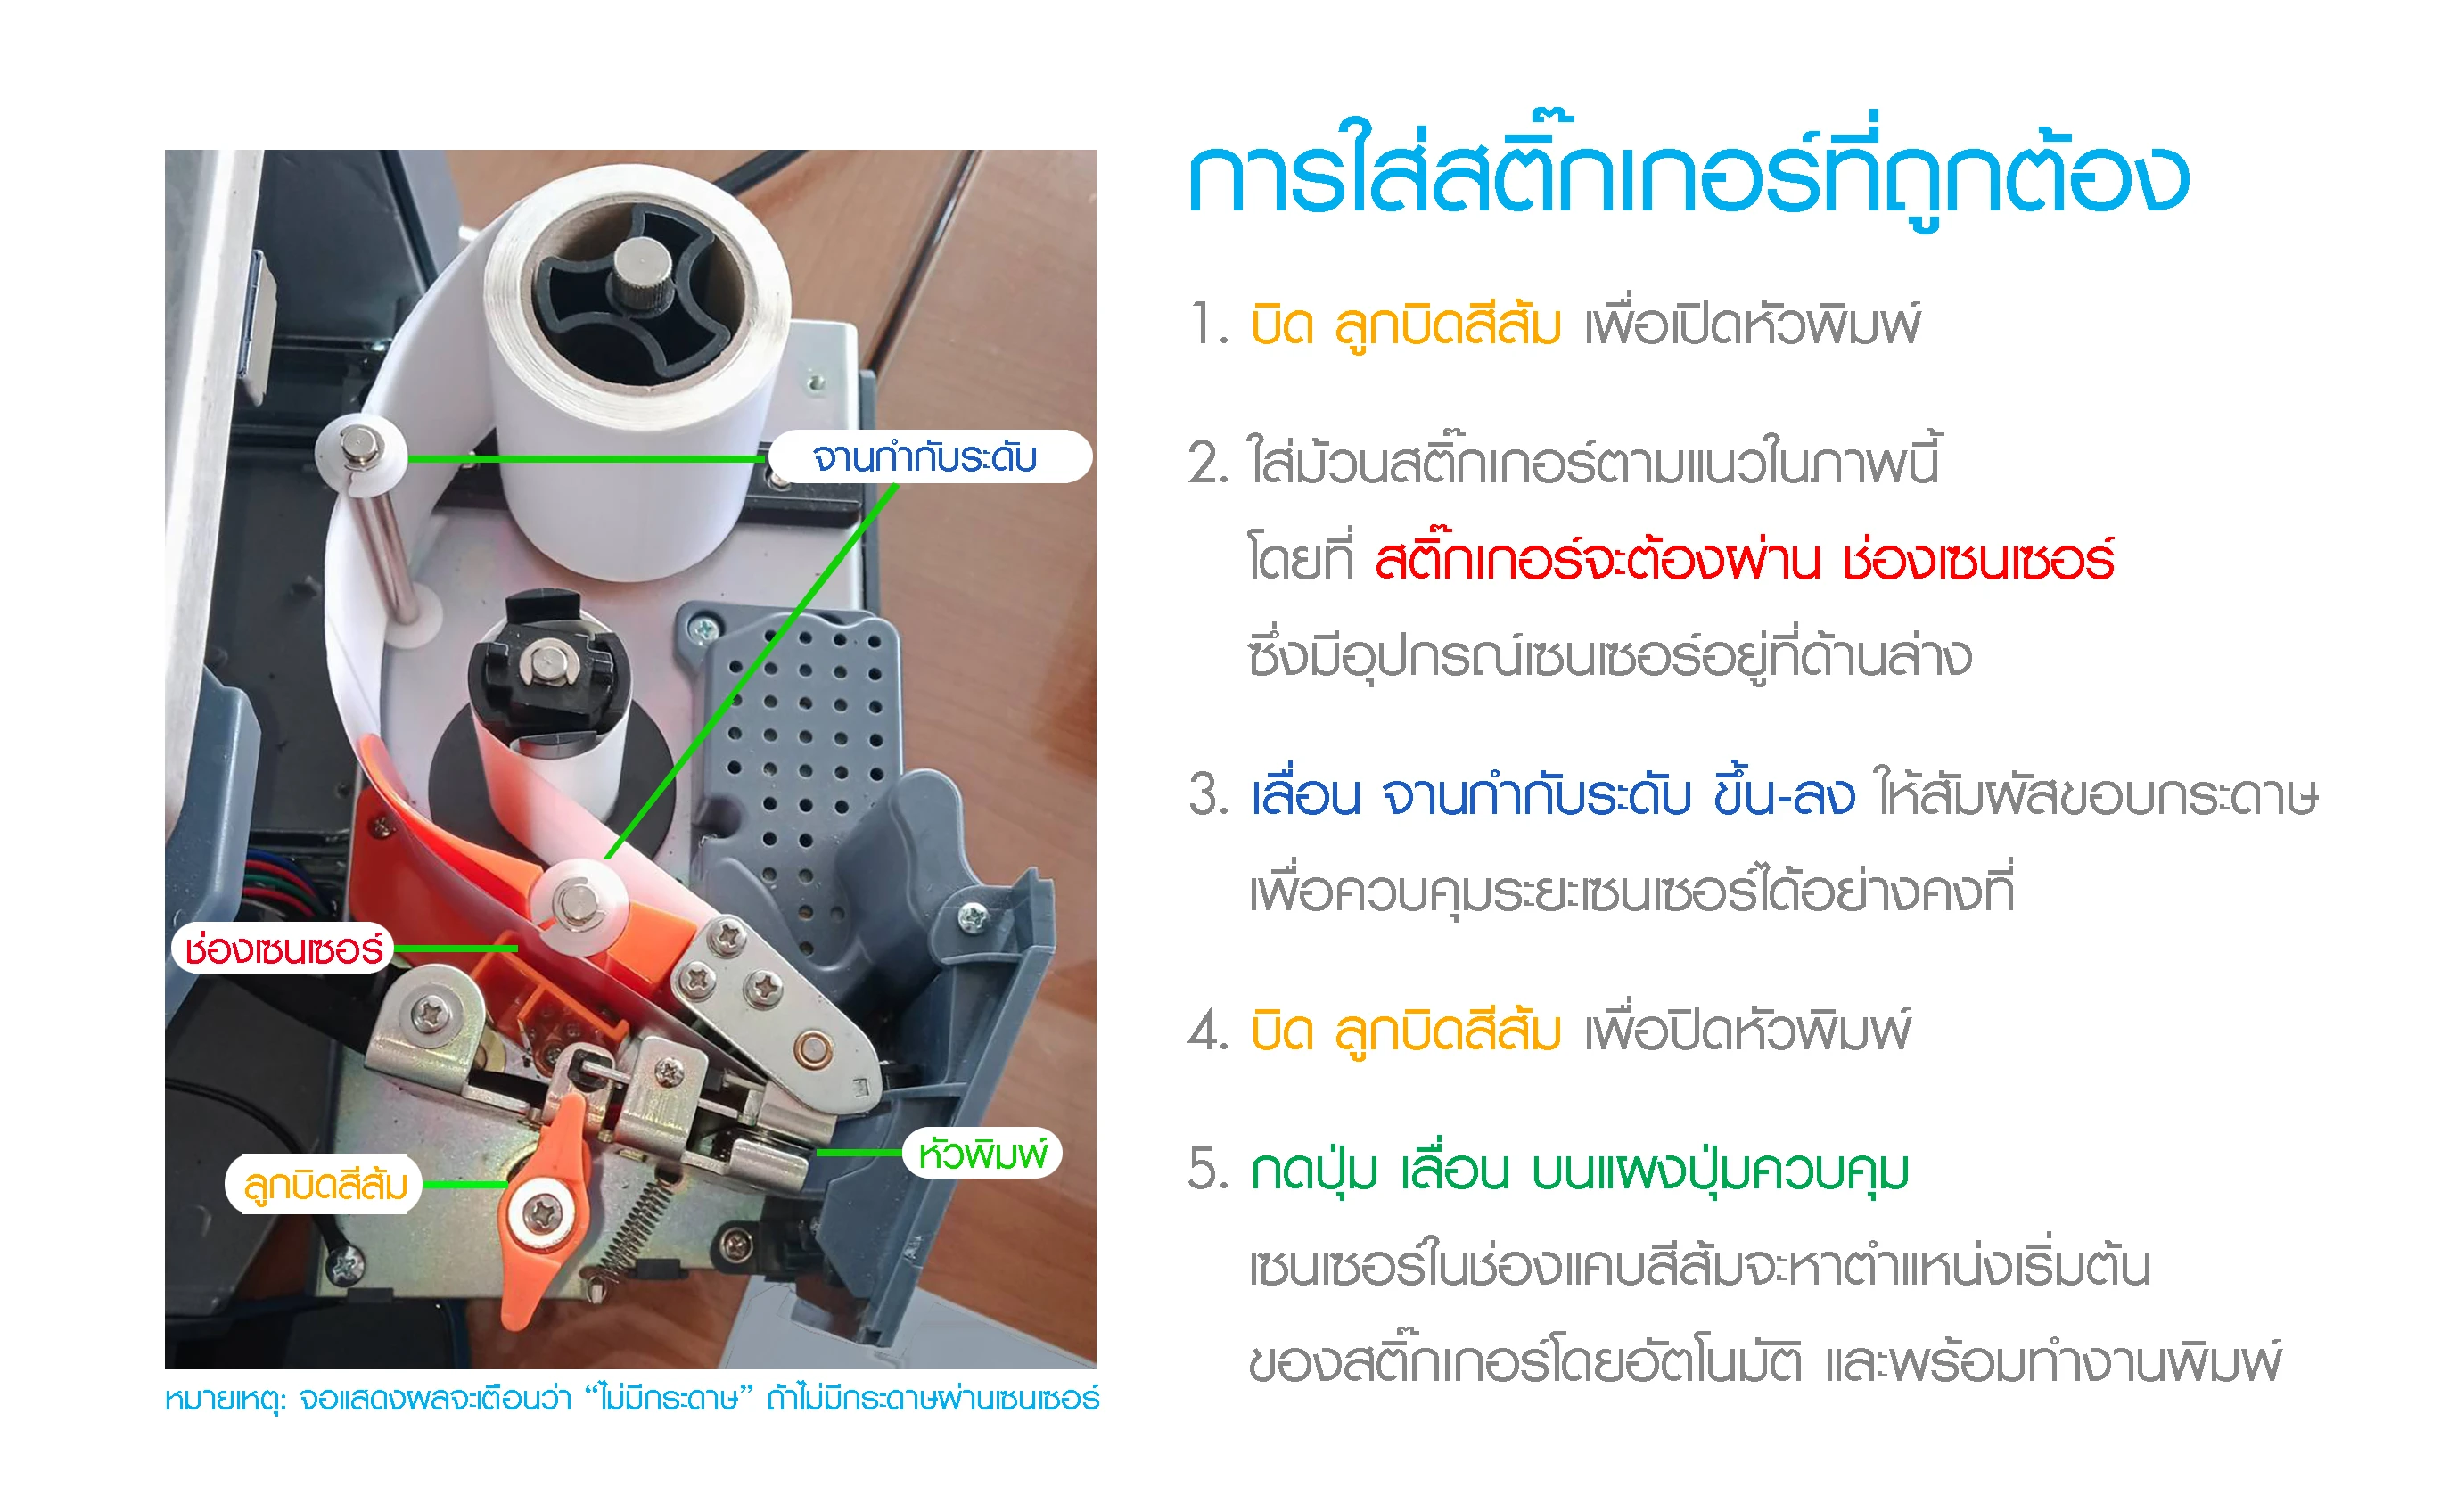 การใส่สติ๊กเกอร์ที่ถูกต้อง
1. บิด ลูกบิดสีส้ม เพื่อเปิดหัวพิมพ์
2. ใส่ม้วนสติ๊กเกอร์ตามแนวในภาพนี้
โดยที่ สติ๊กเกอร์จะต้องผ่าน ช่องเซนเซอร์
ซึ่งมีอุปกรณ์เซนเซอร์อยู่ที่ด้านล่าง
3. เลื่อน จานกำกับระดับ ขึ้น-ลง ให้สัมผัสขอบกระดาษ
เพื่อควบคุมระยะเซนเซอร์ได้อย่างคงที่
4. บิด ลูกบิดสีส้ม เพื่อปิดหัวพิมพ์
5. กดปุ่ม เลื่อน บนแผงปุ่มควบคุม
เซนเซอร์ในช่องแคบสีส้มจะหาตำแหน่งเริ่มต้น
ของสติ๊กเกอร์โดยอัตโนมัติ และพร้อมทำงานพิมพ์
จานกำกับระดับ
ช่องเซนเซอร์
หัวพิมพ์
ลูกบิดสีส้ม
หมายเหตุ: จอแสดงผลจะเตือนว่า “ไม่มีกระดาษ” ถ้าไม่มีกระดาษผ่านเซนเซอร์